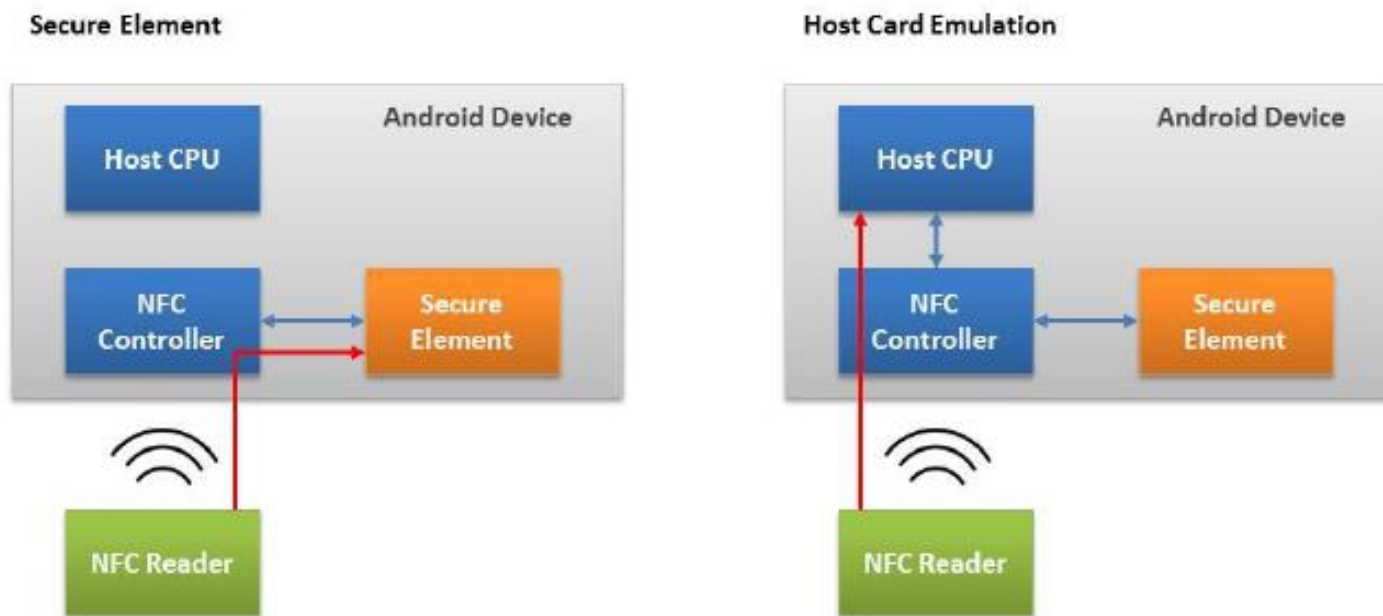 Secure Element
Android Device
Host CPU
NFC
Controller
Secure
Element
NFC Reader
Host Card Emulation
Android Device
Host CPU
NFC
Controller
Secure
Element
NFC Reader